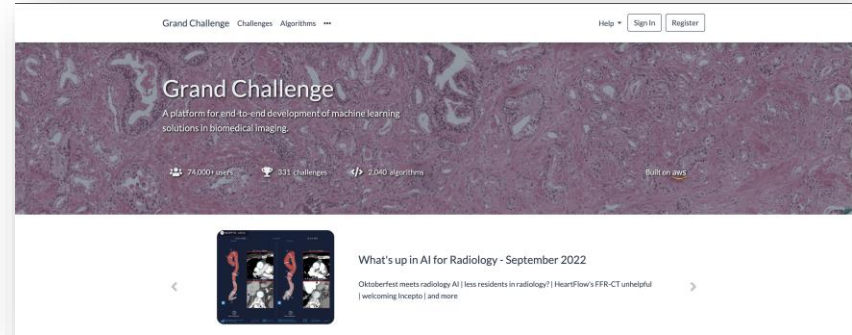 Grand Challenge Challenges Algorithms •••
Help Sign In Register
Grand Challenge
A platform for end-to-end development of machine learning
solutions in biomedical imaging.
74,000+ users 331 challenges 2,040 algorithms Built on aws
What's up in AI for Radiology - September 2022
Oktoberfest meets radiology AI | less residents in radiology? | HeartFlow's FFR-CT unhelpful
| welcoming Incepto | and more